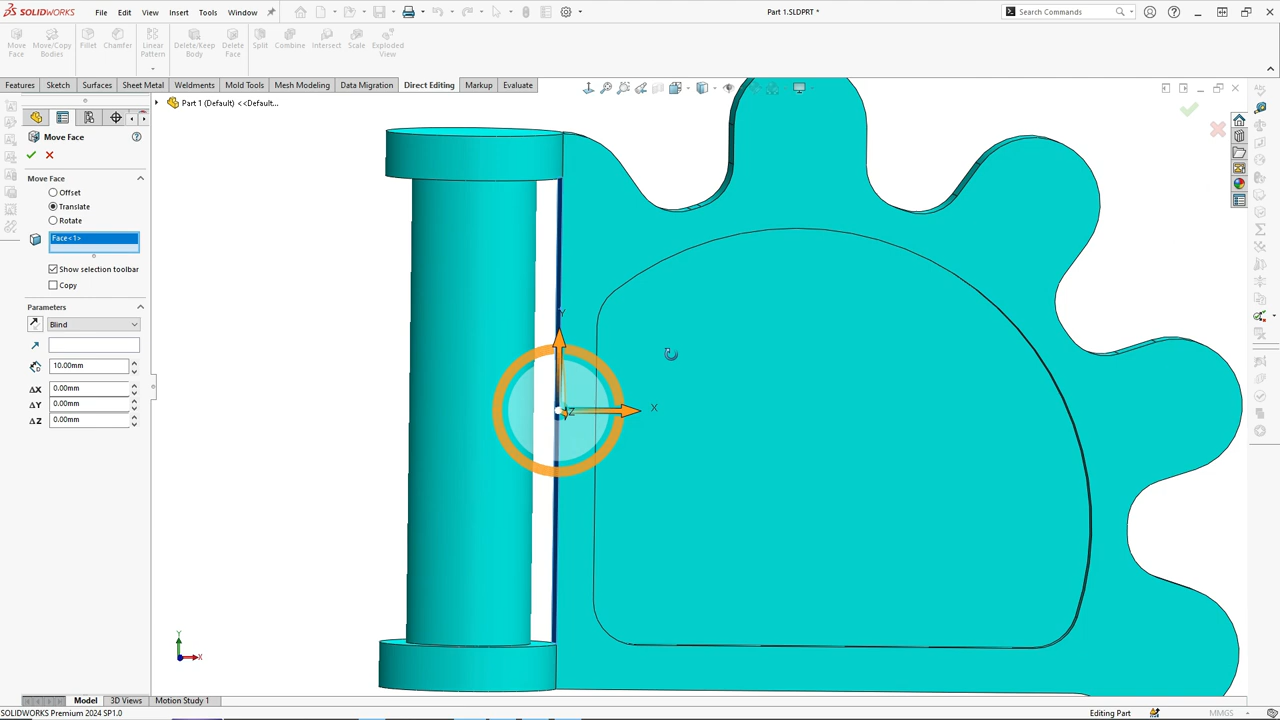 SOLIDWORKS File Edit View Insert Tools Window Part 1.SLDPRT * Search Commands
Move Face Move/Copy Bodies Fillet Chamfer Linear Pattern Delete/Keep Body Delete Face Split Combine Intersect Scale Exploded View
Features Sketch Surfaces Sheet Metal Weldments Mold Tools Mesh Modeling Data Migration Direct Editing Markup Evaluate
Part 1 (Default) <<Default...
Move Face
Move Face
Offset
Translate
Rotate
Face<1>
Show selection toolbar
Copy
Parameters
Blind
10.00mm
ΔX 0.00mm
ΔY 0.00mm
ΔZ 0.00mm
Y
X
Z
Y
X
Model 3D Views Motion Study 1
SOLIDWORKS Premium 2024 SP1.0 Editing Part MMGS